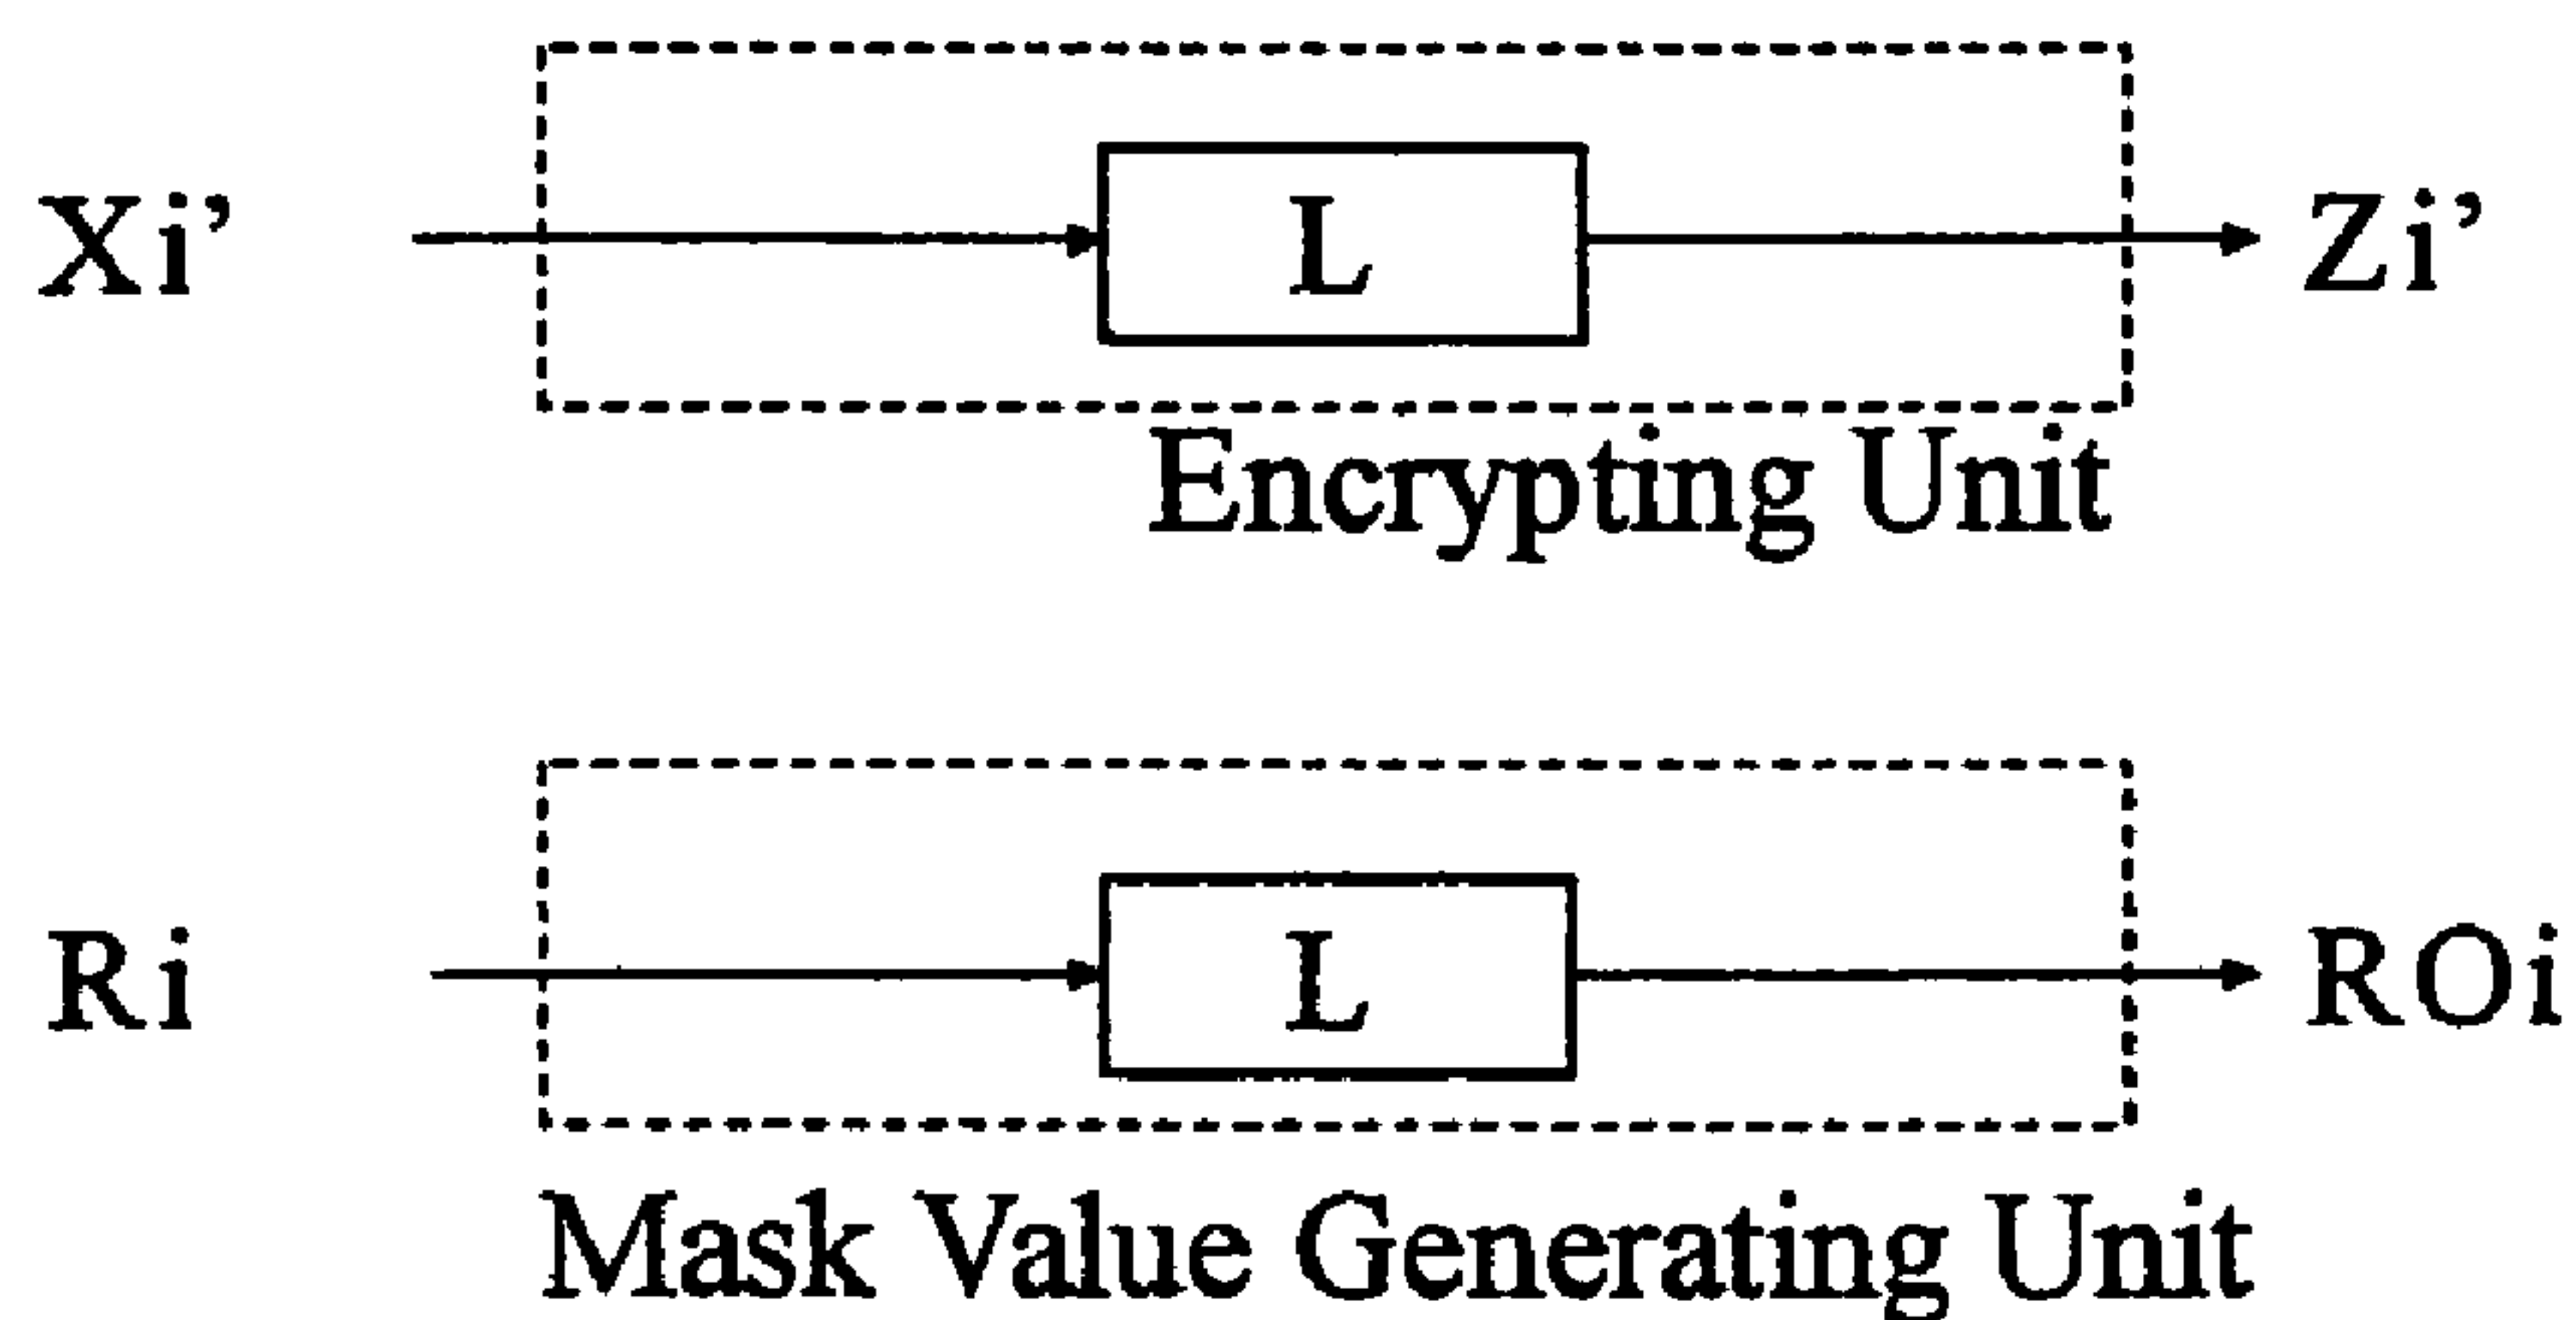 Xi’ L Zi’
Encrypting Unit
Ri L ROi
Mask Value Generating Unit